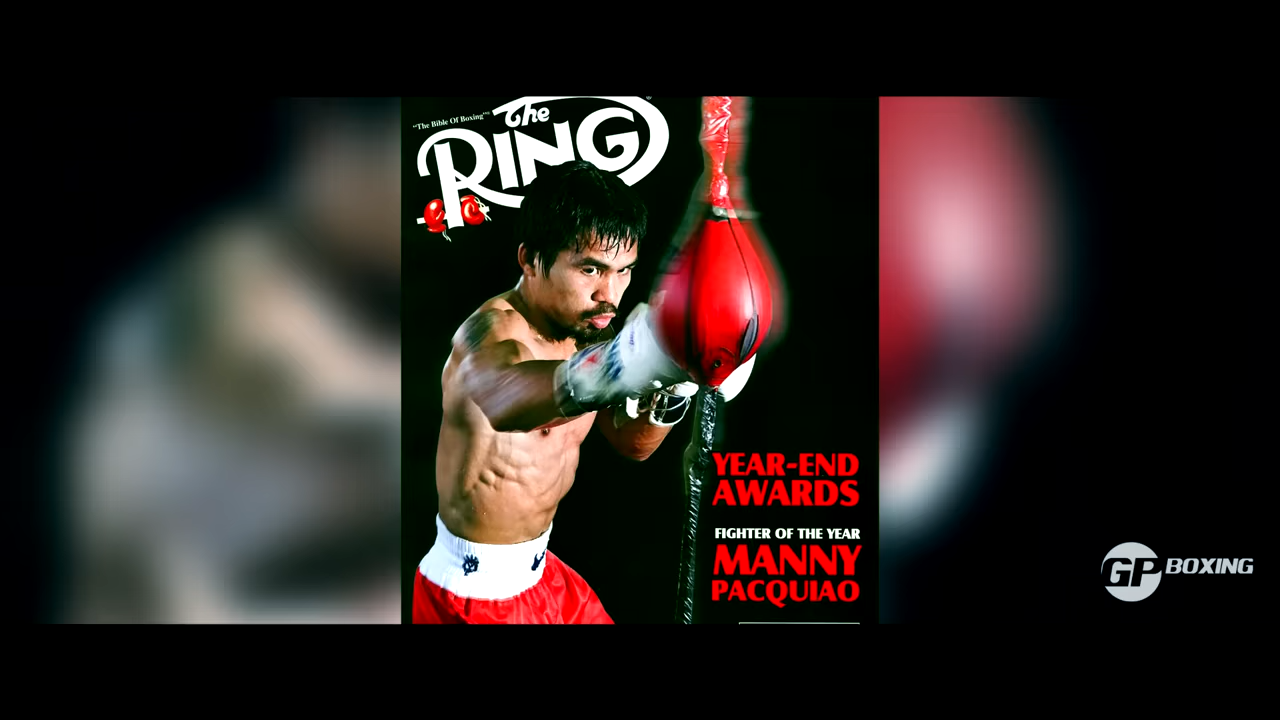 "The Bible Of Boxing"
The
RING
YEAR-END
AWARDS
FIGHTER OF THE YEAR
MANNY
PACQUIAO
GP BOXING